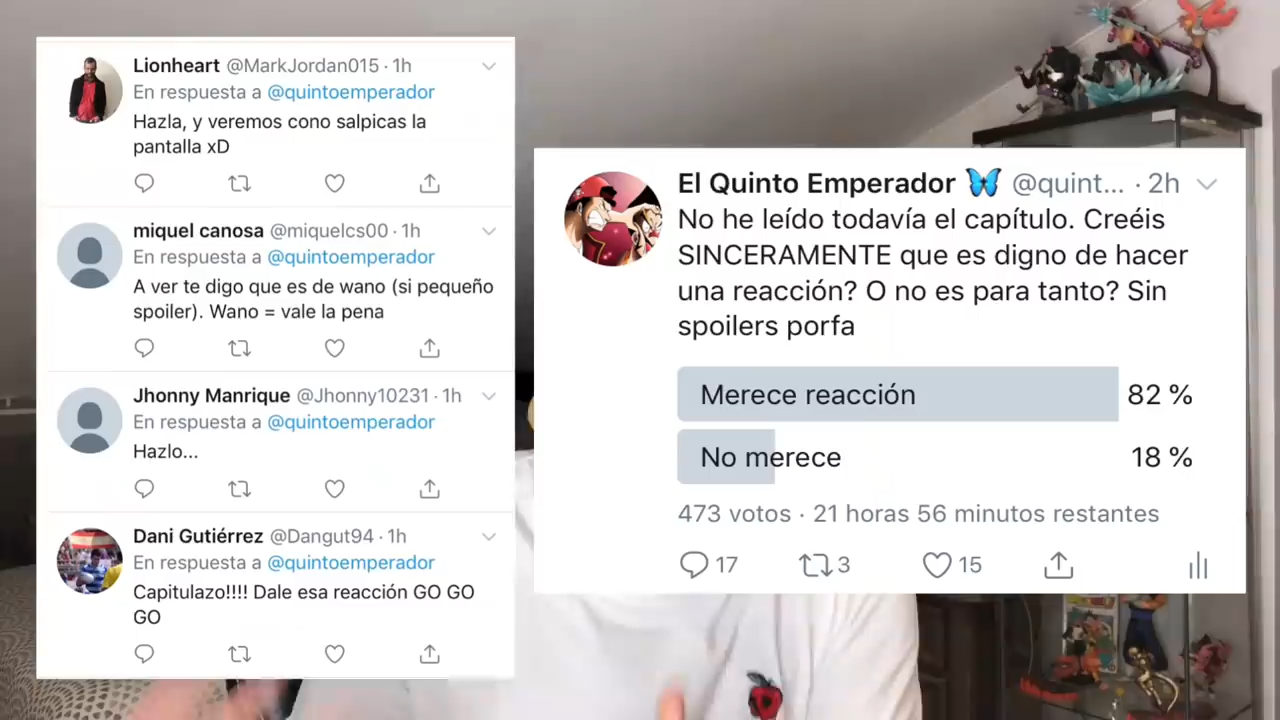 Lionheart @MarkJordan015 · 1h
En respuesta a @quintoemperador
Hazla, y veremos cono salpicas la
pantalla xD
miquel canosa @miquelcs00 · 1h
En respuesta a @quintoemperador
A ver te digo que es de wano (si pequeño
spoiler). Wano = vale la pena
Jhonny Manrique @Jhonny10231 · 1h
En respuesta a @quintoemperador
Hazlo...
Dani Gutiérrez @Dangut94 · 1h
En respuesta a @quintoemperador
Capitulazo!!!! Dale esa reacción GO GO
GO
El Quinto Emperador 🦋 @quint... · 2h
No he leído todavía el capítulo. Creéis
SINCERAMENTE que es digno de hacer
una reacción? O no es para tanto? Sin
spoilers porfa
Merece reacción 82 %
No merece 18 %
473 votos · 21 horas 56 minutos restantes
17 3 15